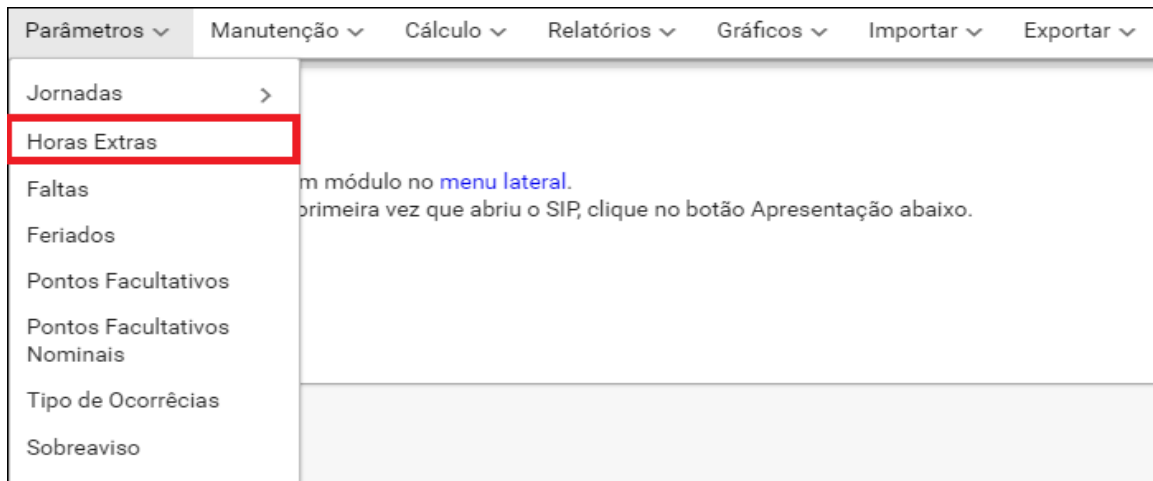 Parâmetros Manutenção Cálculo Relatórios Gráficos Importar Exportar
Jornadas
Horas Extras
m módulo no menu lateral.
Faltas
primeira vez que abriu o SIP, clique no botão Apresentação abaixo.
Feriados
Pontos Facultativos
Pontos Facultativos
Nominais
Tipo de Ocorrêcias
Sobreaviso